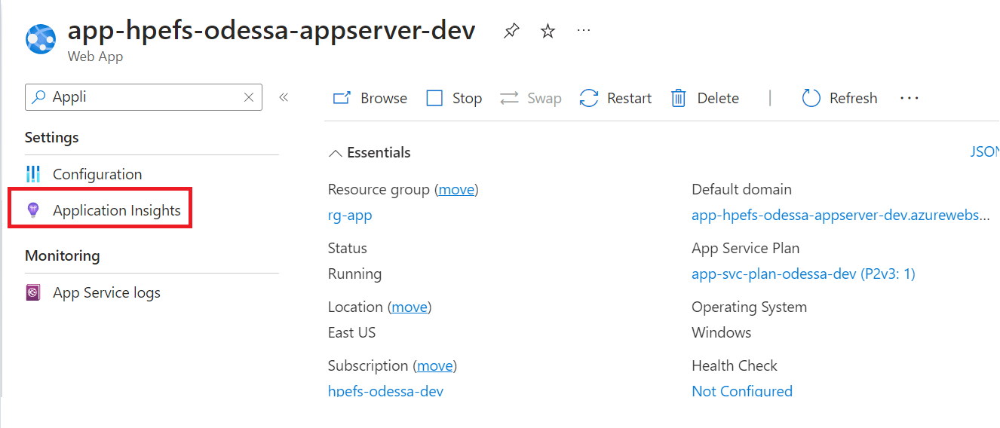 app-hpefs-odessa-appserver-dev
Web App
Appli
Settings
Configuration
Application Insights
Monitoring
App Service logs
Browse Stop Swap Restart Delete Refresh
Essentials
JSON
Resource group (move)
rg-app
Status
Running
Location (move)
East US
Subscription (move)
hpefs-odessa-dev
Default domain
app-hpefs-odessa-appserver-dev.azurewebs...
App Service Plan
app-svc-plan-odessa-dev (P2v3: 1)
Operating System
Windows
Health Check
Not Configured